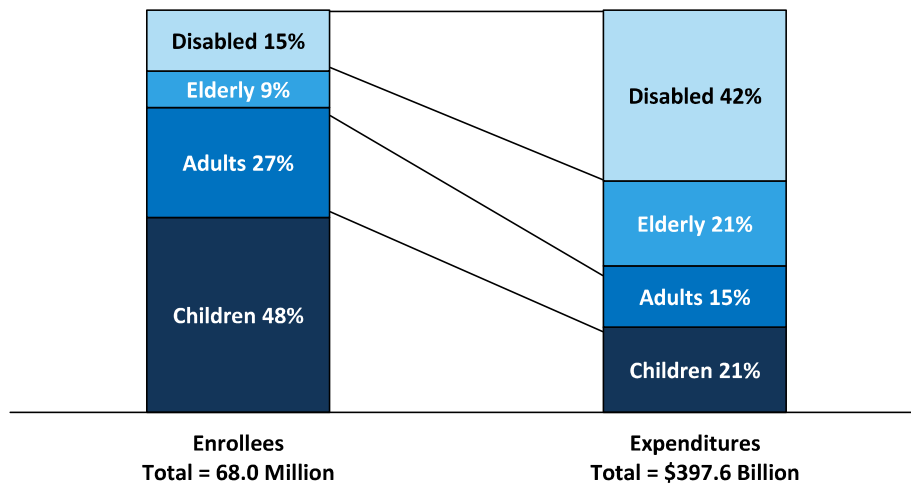 Disabled 15%
Elderly 9%
Adults 27%
Children 48%
Enrollees
Total = 68.0 Million
Disabled 42%
Elderly 21%
Adults 15%
Children 21%
Expenditures
Total = $397.6 Billion